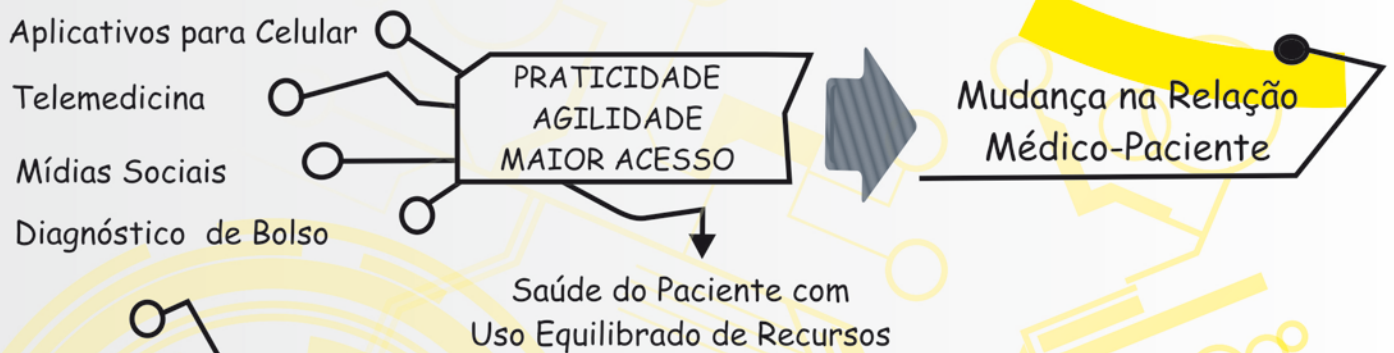 Aplicativos para Celular
Telemedicina
Mídias Sociais
Diagnóstico de Bolso
PRATICIDADE
AGILIDADE
MAIOR ACESSO
Mudança na Relação
Médico-Paciente
Saúde do Paciente com
Uso Equilibrado de Recursos